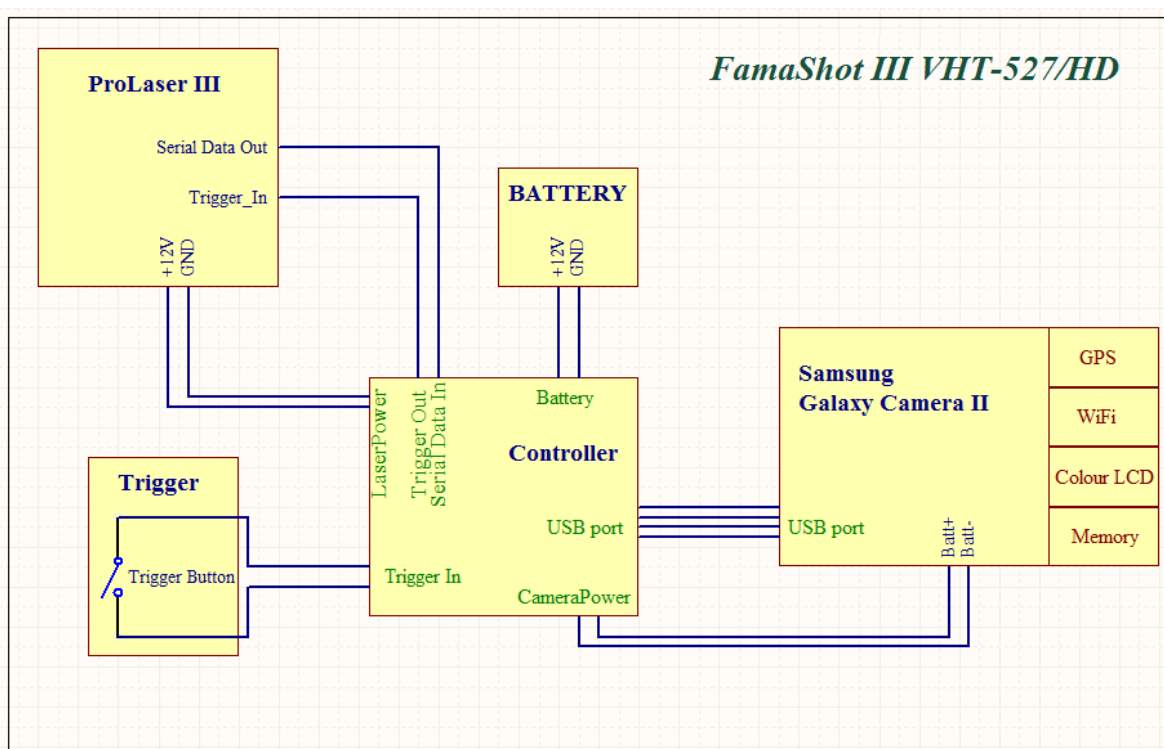 FamaShot III VHT-527/HD
ProLaser III
Serial Data Out
Trigger_In
+12V
GND
BATTERY
+12V
GND
Samsung
Galaxy Camera II
GPS
WiFi
Colour LCD
Memory
USB port
Batt+
Batt-
LaserPower
Trigger Out
Serial Data In
Battery
Controller
USB port
Trigger In
CameraPower
Trigger
Trigger Button